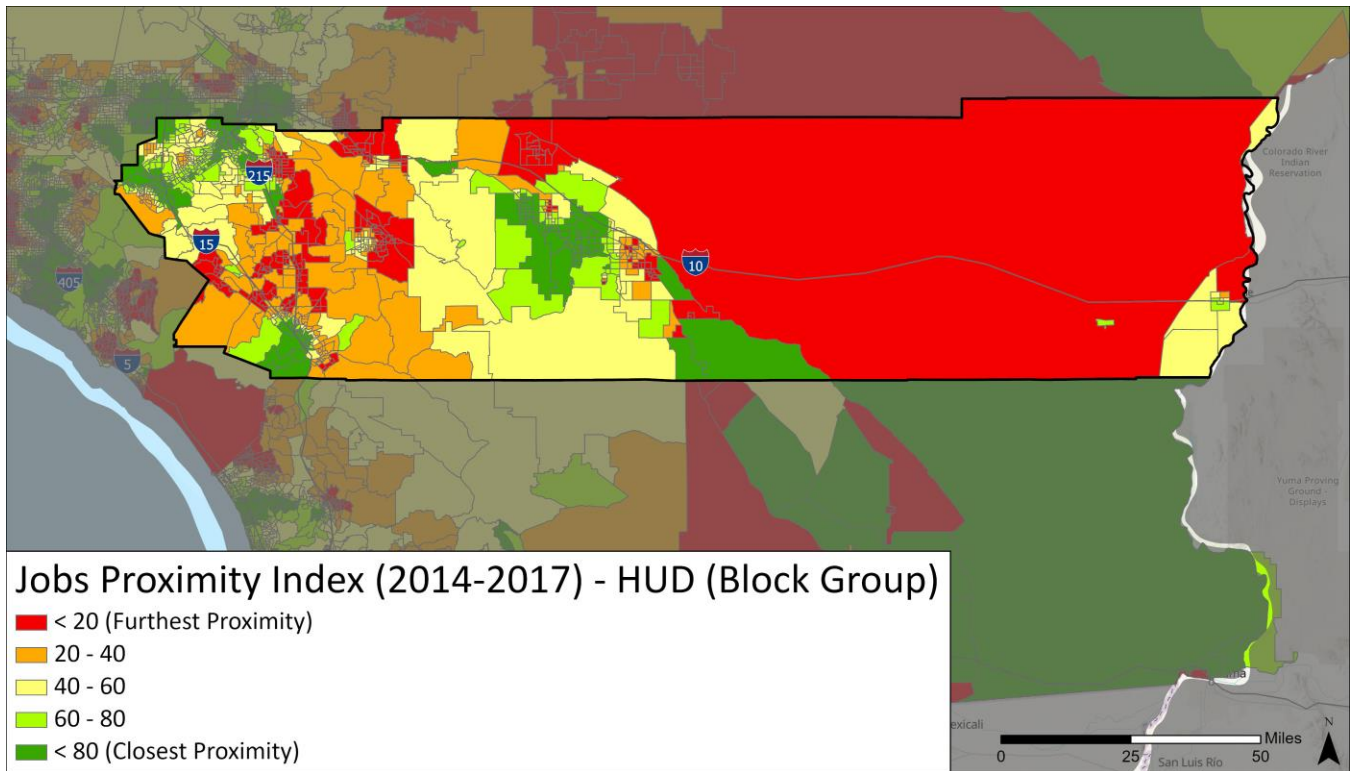 215
Colorado River
Indian
Reservation
15
10
405
5
Yuma Proving
Ground -
Displays
Jobs Proximity Index (2014-2017) - HUD (Block Group)
< 20 (Furthest Proximity)
20 - 40
40 - 60
60 - 80
< 80 (Closest Proximity)
ma
exicali
N
Miles
0
25
50
San Luis Río